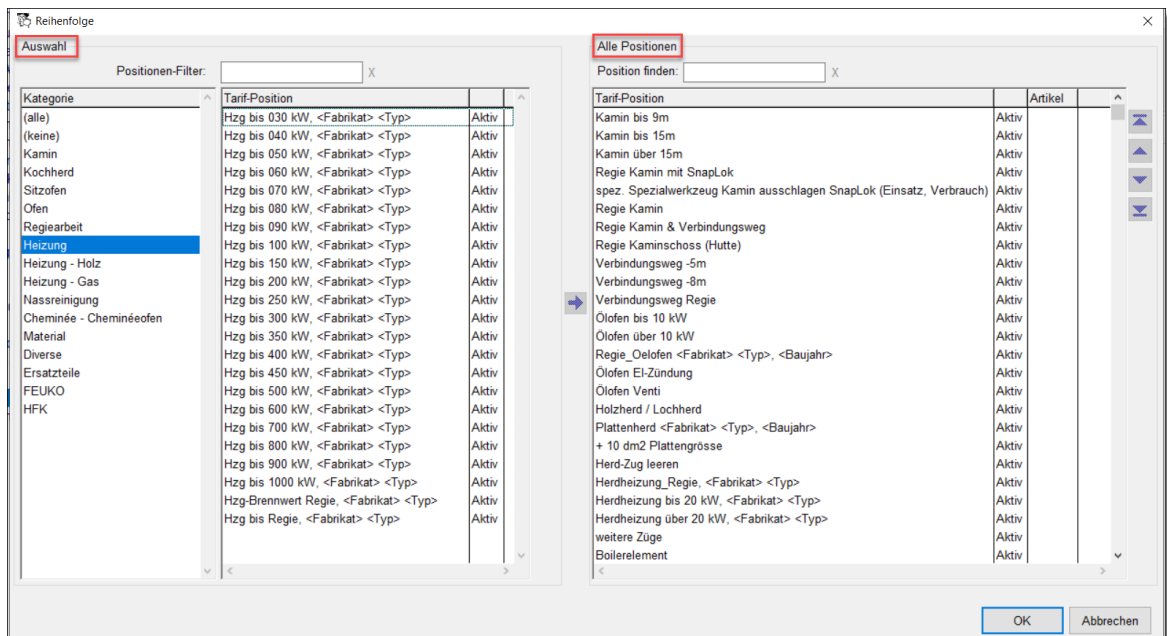 Reihenfolge
Auswahl
Positionen-Filter:
X
Kategorie
(alle)
(keine)
Kamin
Kochherd
Sitzofen
Ofen
Regiearbeit
Heizung
Heizung - Holz
Heizung - Gas
Nassreinigung
Cheminée - Cheminéeofen
Material
Diverse
Ersatzteile
FEUKO
HFK
Tarif-Position
Hzg bis 030 kW, <Fabrikat> <Typ> Aktiv
Hzg bis 040 kW, <Fabrikat> <Typ> Aktiv
Hzg bis 050 kW, <Fabrikat> <Typ> Aktiv
Hzg bis 060 kW, <Fabrikat> <Typ> Aktiv
Hzg bis 070 kW, <Fabrikat> <Typ> Aktiv
Hzg bis 080 kW, <Fabrikat> <Typ> Aktiv
Hzg bis 090 kW, <Fabrikat> <Typ> Aktiv
Hzg bis 100 kW, <Fabrikat> <Typ> Aktiv
Hzg bis 150 kW, <Fabrikat> <Typ> Aktiv
Hzg bis 200 kW, <Fabrikat> <Typ> Aktiv
Hzg bis 250 kW, <Fabrikat> <Typ> Aktiv
Hzg bis 300 kW, <Fabrikat> <Typ> Aktiv
Hzg bis 350 kW, <Fabrikat> <Typ> Aktiv
Hzg bis 400 kW, <Fabrikat> <Typ> Aktiv
Hzg bis 450 kW, <Fabrikat> <Typ> Aktiv
Hzg bis 500 kW, <Fabrikat> <Typ> Aktiv
Hzg bis 600 kW, <Fabrikat> <Typ> Aktiv
Hzg bis 700 kW, <Fabrikat> <Typ> Aktiv
Hzg bis 800 kW, <Fabrikat> <Typ> Aktiv
Hzg bis 900 kW, <Fabrikat> <Typ> Aktiv
Hzg bis 1000 kW, <Fabrikat> <Typ> Aktiv
Hzg-Brennwert Regie, <Fabrikat> <Typ> Aktiv
Hzg bis Regie, <Fabrikat> <Typ> Aktiv
Alle Positionen
Position finden:
X
Tarif-Position Artikel
Kamin bis 9m Aktiv
Kamin bis 15m Aktiv
Kamin über 15m Aktiv
Regie Kamin mit SnapLok Aktiv
spez. Spezialwerkzeug Kamin ausschlagen SnapLok (Einsatz, Verbrauch) Aktiv
Regie Kamin Aktiv
Regie Kamin & Verbindungsweg Aktiv
Regie Kaminschoss (Hutte) Aktiv
Verbindungsweg -5m Aktiv
Verbindungsweg -8m Aktiv
Verbindungsweg Regie Aktiv
Ölofen bis 10 kW Aktiv
Ölofen über 10 kW Aktiv
Regie_Oelofen <Fabrikat> <Typ>, <Baujahr> Aktiv
Ölofen El-Zündung Aktiv
Ölofen Venti Aktiv
Holzherd / Lochherd Aktiv
Plattenherd <Fabrikat> <Typ>, <Baujahr> Aktiv
+ 10 dm2 Plattengrösse Aktiv
Herd-Zug leeren Aktiv
Herdheizung_Regie, <Fabrikat> <Typ> Aktiv
Herdheizung bis 20 kW, <Fabrikat> <Typ> Aktiv
Herdheizung über 20 kW, <Fabrikat> <Typ> Aktiv
weitere Züge Aktiv
Boilerelement Aktiv
OK
Abbrechen